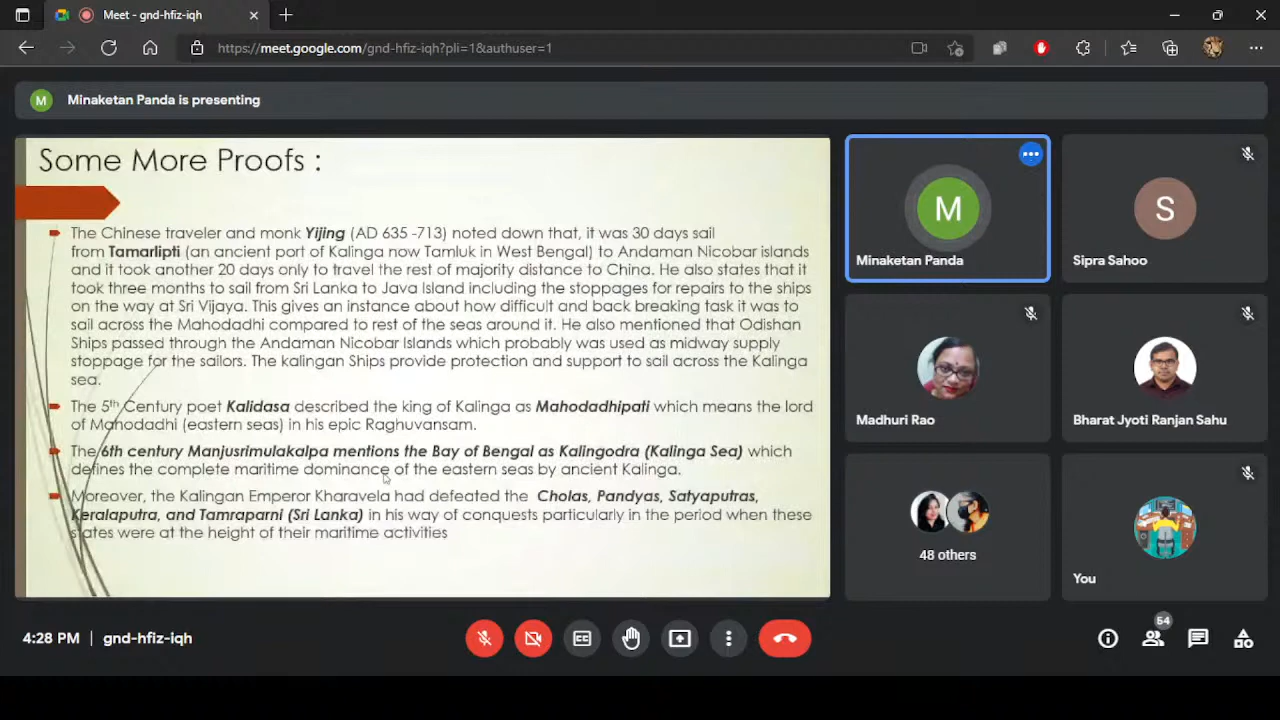 Meet - gnd-hfiz-iqh
https://meet.google.com/gnd-hfiz-iqh?pli=1&authuser=1
M Minaketan Panda is presenting
Some More Proofs :
The Chinese traveler and monk Yijing (AD 635 -713) noted down that, it was 30 days sail
from Tamarlipti (an ancient port of Kalinga now Tamluk in West Bengal) to Andaman Nicobar islands
and it took another 20 days only to travel the rest of majority distance to China. He also states that it
took three months to sail from Sri Lanka to Java Island including the stoppages for repairs to the ships
on the way at Sri Vijaya. This gives an instance about how difficult and back breaking task it was to
sail across the Mahodadhi compared to rest of the seas around it. He also mentioned that Odishan
Ships passed through the Andaman Nicobar Islands which probably was used as midway supply
stoppage for the sailors. The kalingan Ships provide protection and support to sail across the Kalinga
sea.
The 5th Century poet Kalidasa described the king of Kalinga as Mahodadhipati which means the lord
of Mahodadhi (eastern seas) in his epic Raghuvansam.
The 6th century Manjusrimulakalpa mentions the Bay of Bengal as Kalingodra (Kalinga Sea) which
defines the complete maritime dominance of the eastern seas by ancient Kalinga.
Moreover, the Kalingan Emperor Kharavela had defeated the Cholas, Pandyas, Satyaputras,
Keralaputra, and Tamraparni (Sri Lanka) in his way of conquests particularly in the period when these
states were at the height of their maritime activities
M
Minaketan Panda
S
Sipra Sahoo
Madhuri Rao
Bharat Jyoti Ranjan Sahu
48 others
You
4:28 PM | gnd-hfiz-iqh
54